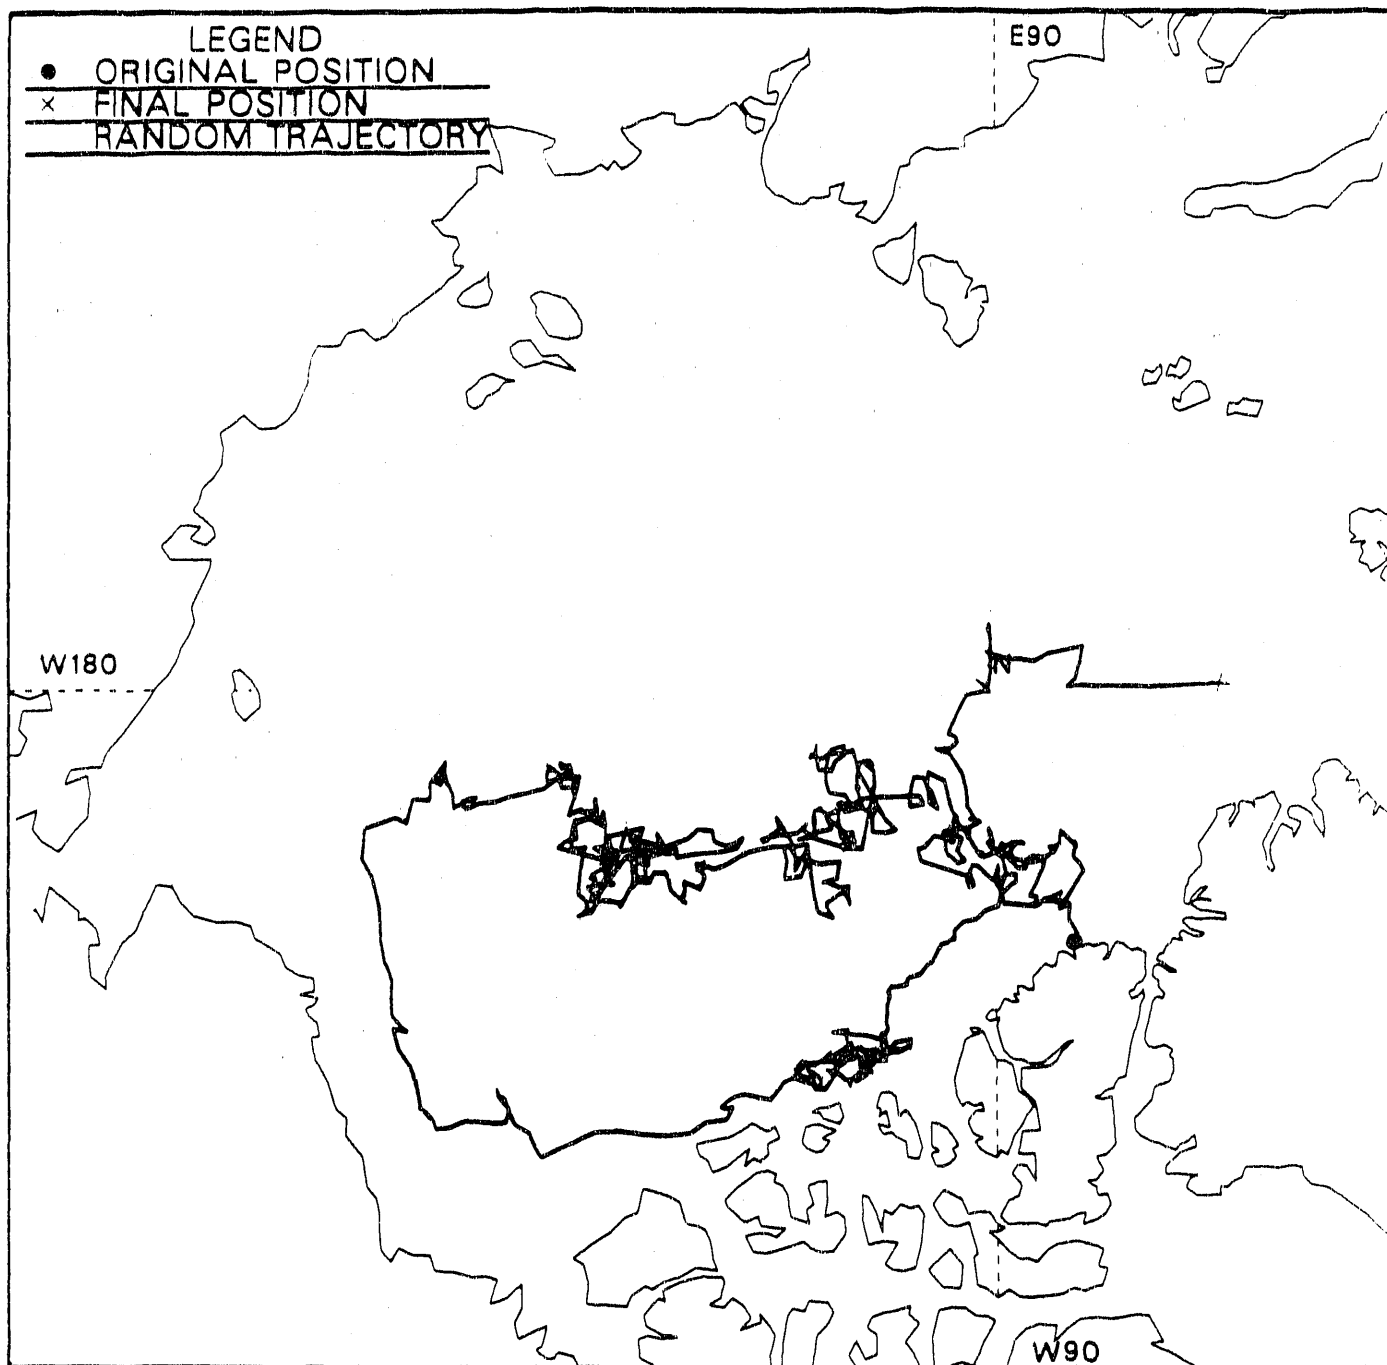 LEGEND
● ORIGINAL POSITION
× FINAL POSITION
RANDOM TRAJECTORY
E90
W180
W90